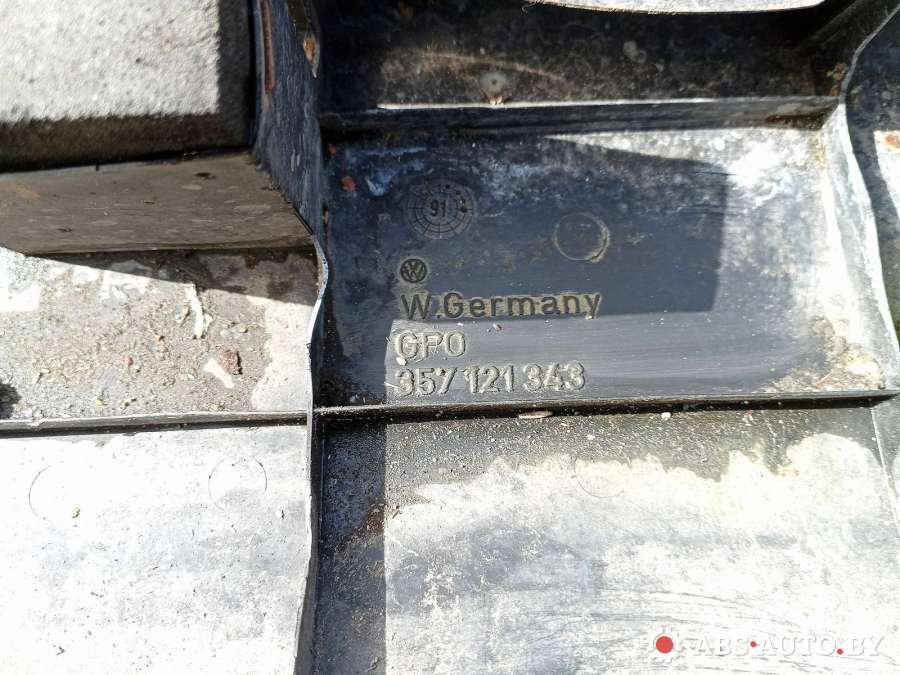 91
W.Germany
GPO
357 121 343
ABS-AUTO.BY